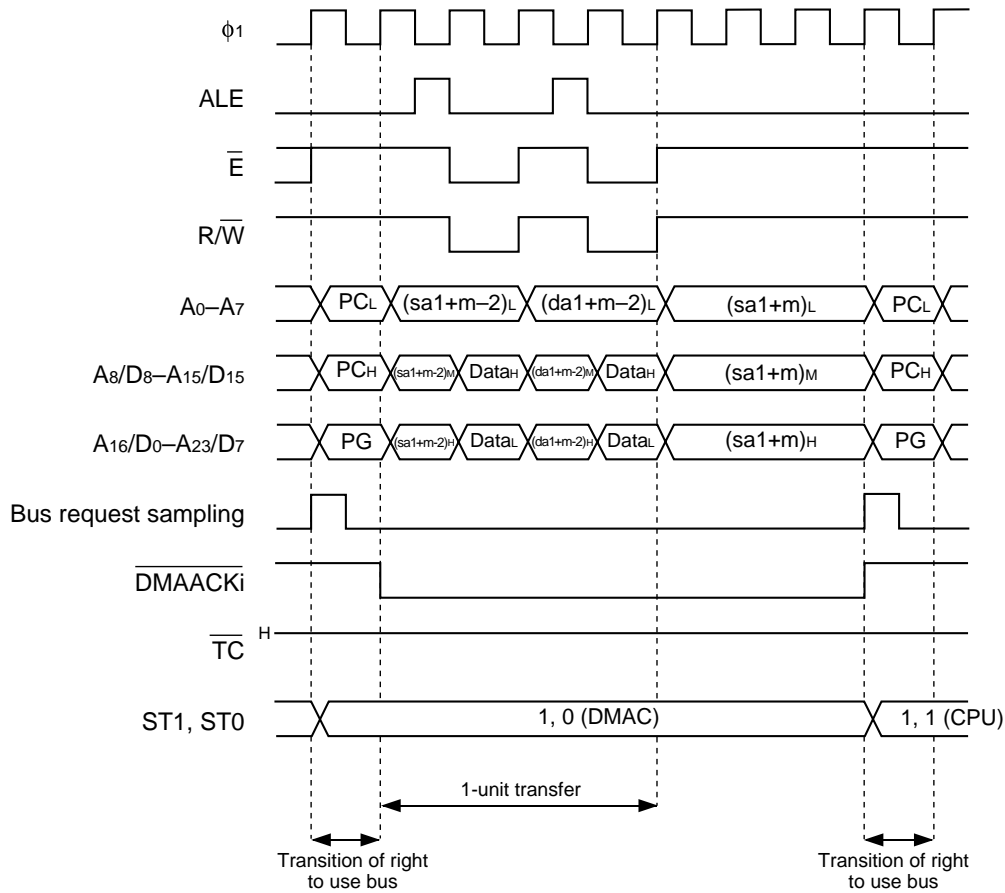 ϕ1
ALE
E̅
R/W̅
A0–A7 PCL (sa1+m–2)L (da1+m–2)L (sa1+m)L PCL
A8/D8–A15/D15 PCH (sa1+m-2)M DataH (da1+m-2)M DataH (sa1+m)M PCH
A16/D0–A23/D7 PG (sa1+m-2)H DataL (da1+m-2)H DataL (sa1+m)H PG
Bus request sampling
D̅M̅A̅A̅C̅K̅i̅
T̅C̅ H
ST1, ST0 1, 0 (DMAC) 1, 1 (CPU)
1-unit transfer
Transition of right
to use bus
Transition of right
to use bus